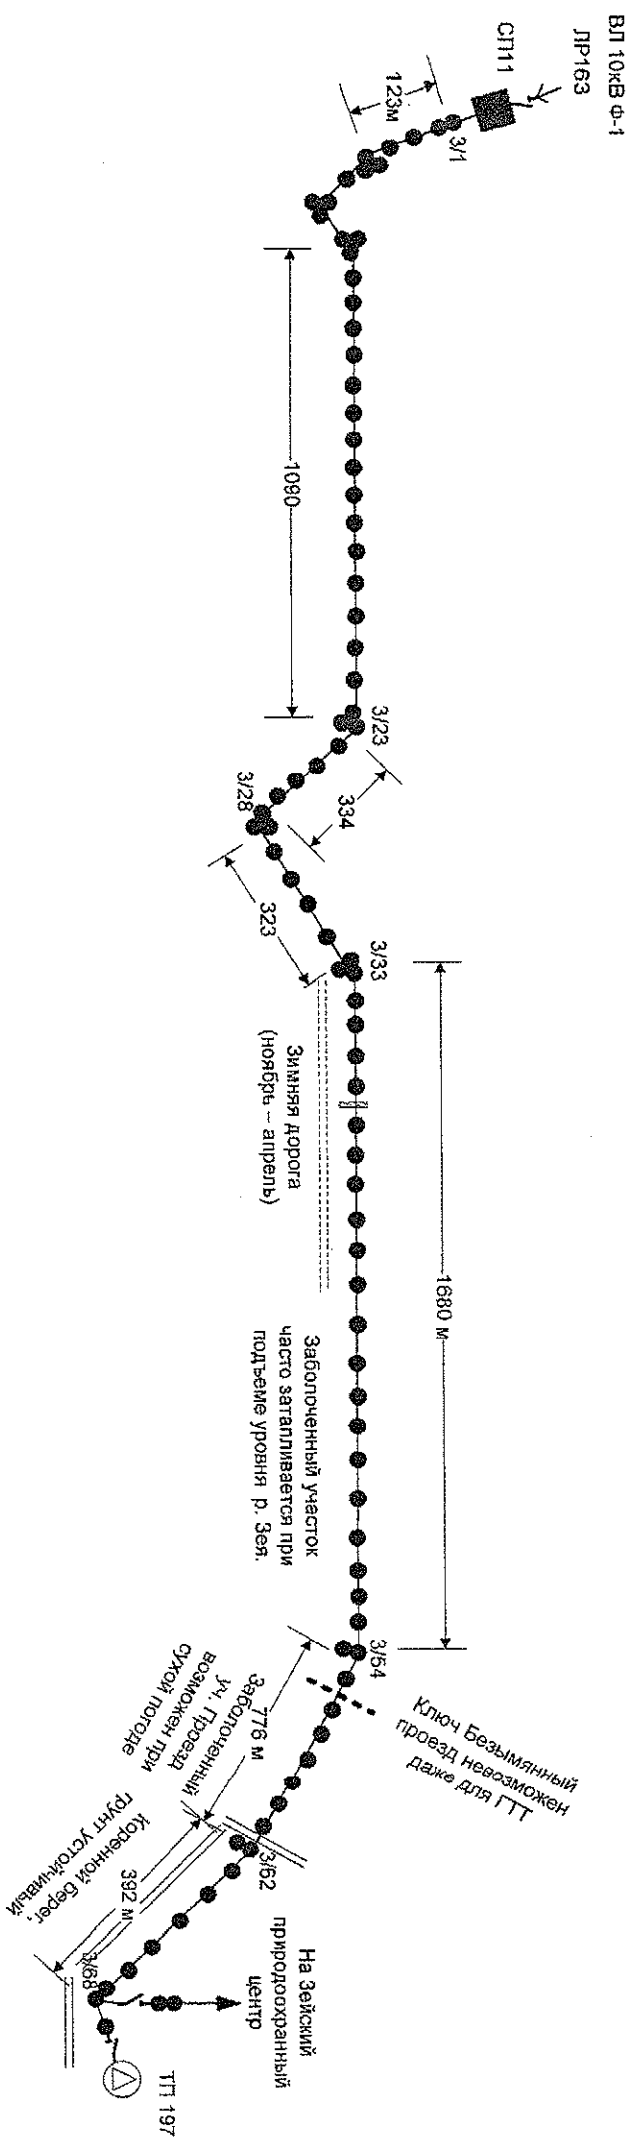 ВЛ 10кВ Ф-1
ЛР163
СП11
123м
3/1
1090
3/23
334
3/28
323
3/33
Зимняя дорога
(ноябрь – апрель)
1680 м
Заболоченный участок
часто затапливается при
подъеме уровня р. Зея.
3/54
Ключ Безымянный
проезд невозможен
даже для ГТТ
776 м
З
Заболоченный
уч. Проезд
возможен при
сухой погоде
3/62
Коренной берег,
грунт устойчивый
392 м
3/68
На Зейский
природоохранный
центр
ТП 197